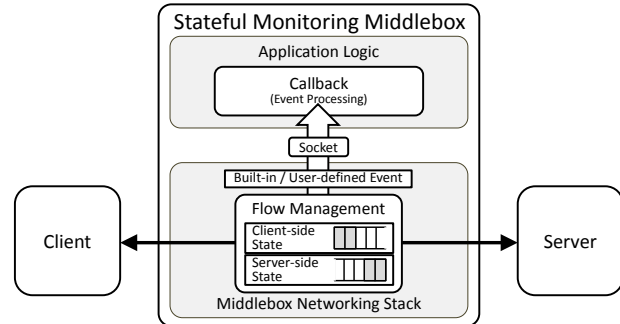 Stateful Monitoring Middlebox
Application Logic
Callback
(Event Processing)
Socket
Built-in / User-defined Event
Flow Management
Client-side
State
Server-side
State
Middlebox Networking Stack
Client
Server